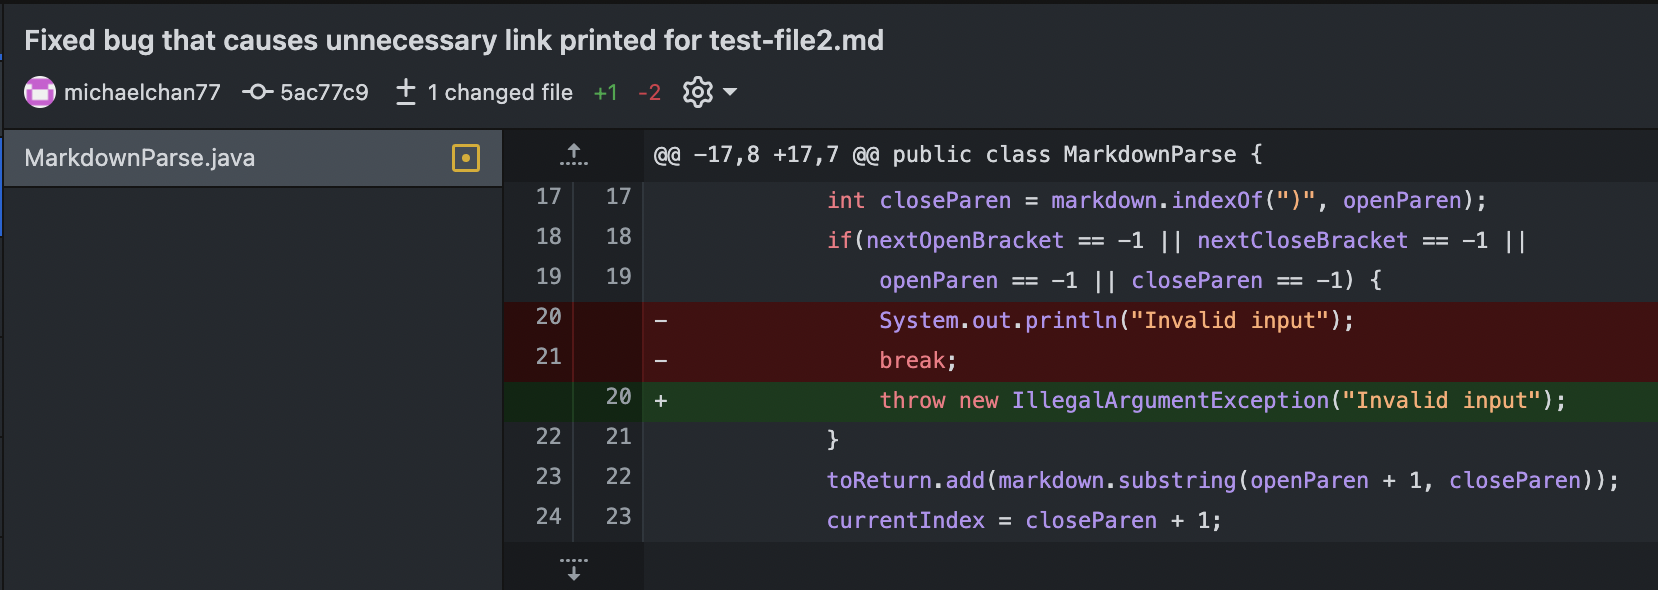 Fixed bug that causes unnecessary link printed for test-file2.md
michaelchan77 5ac77c9 1 changed file +1 -2
MarkdownParse.java
@@ -17,8 +17,7 @@ public class MarkdownParse {
17 17 int closeParen = markdown.indexOf(")", openParen);
18 18 if(nextOpenBracket == -1 || nextCloseBracket == -1 ||
19 19 openParen == -1 || closeParen == -1) {
20 - System.out.println("Invalid input");
21 - break;
20 + throw new IllegalArgumentException("Invalid input");
22 21 }
23 22 toReturn.add(markdown.substring(openParen + 1, closeParen));
24 23 currentIndex = closeParen + 1;